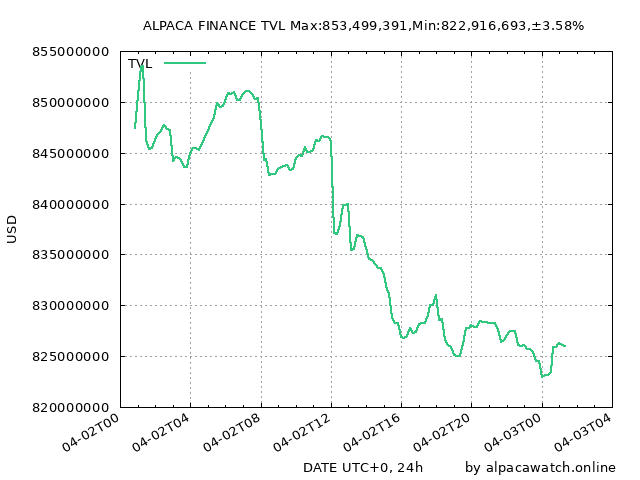 ALPACA FINANCE TVL Max:853,499,391,Min:822,916,693,±3.58%
855000000
TVL
850000000
845000000
840000000
USD
835000000
830000000
825000000
820000000
04-02T00
04-02T04
04-02T08
04-02T12
04-02T16
04-02T20
04-03T00
04-03T04
DATE UTC+0, 24h
by alpacawatch.online